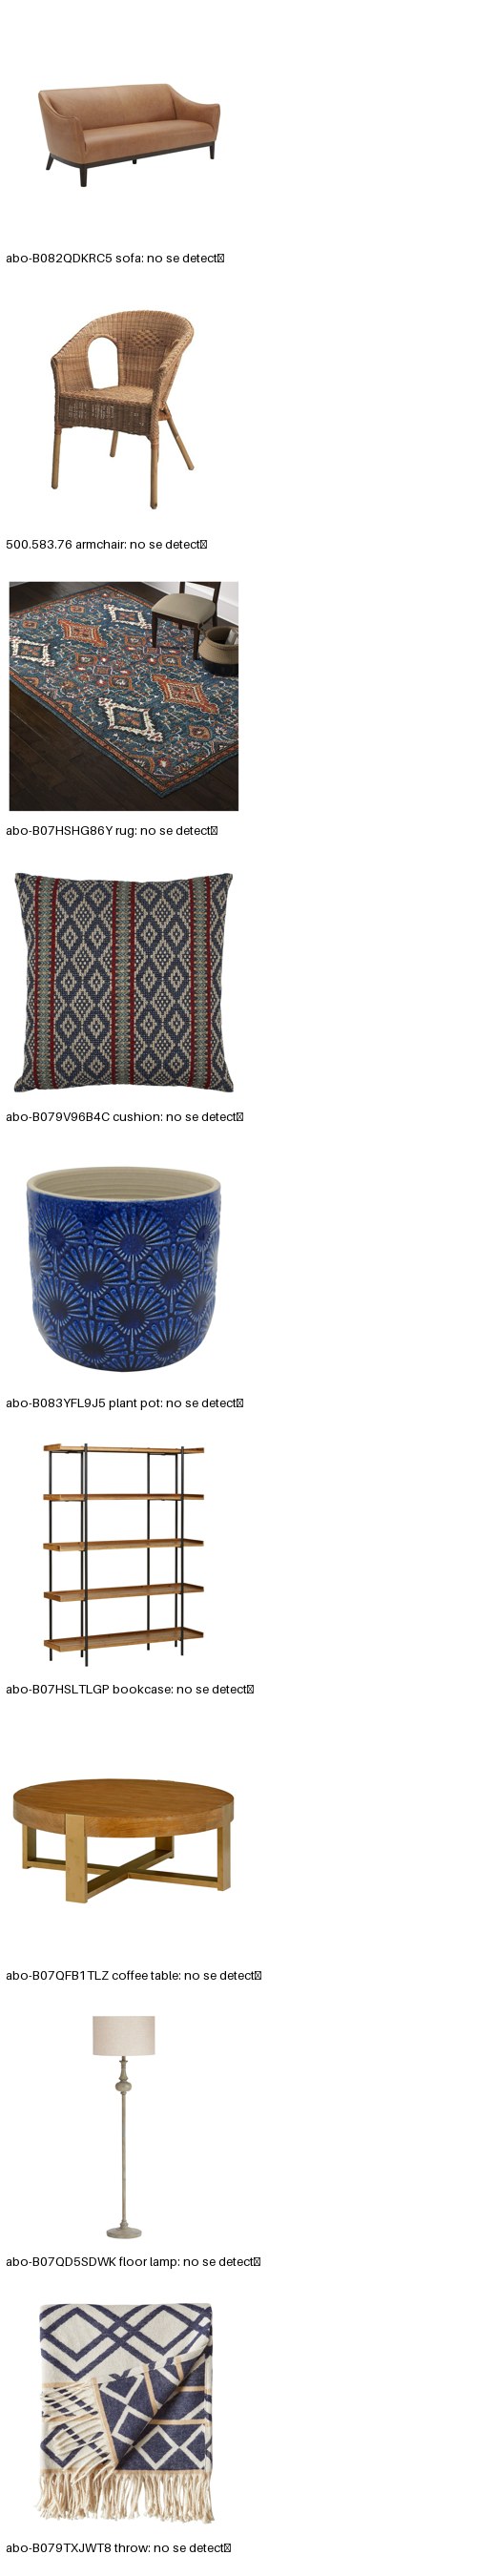 abo-B082QDKRC5 sofa: no se detect□
500.583.76 armchair: no se detect□
abo-B07HSHG86Y rug: no se detect□
abo-B079V96B4C cushion: no se detect□
abo-B083YFL9J5 plant pot: no se detect□
abo-B07HSLTLGP bookcase: no se detect□
abo-B07QFB1TLZ coffee table: no se detect□
abo-B07QD5SDWK floor lamp: no se detect□
abo-B079TXJWT8 throw: no se detect□